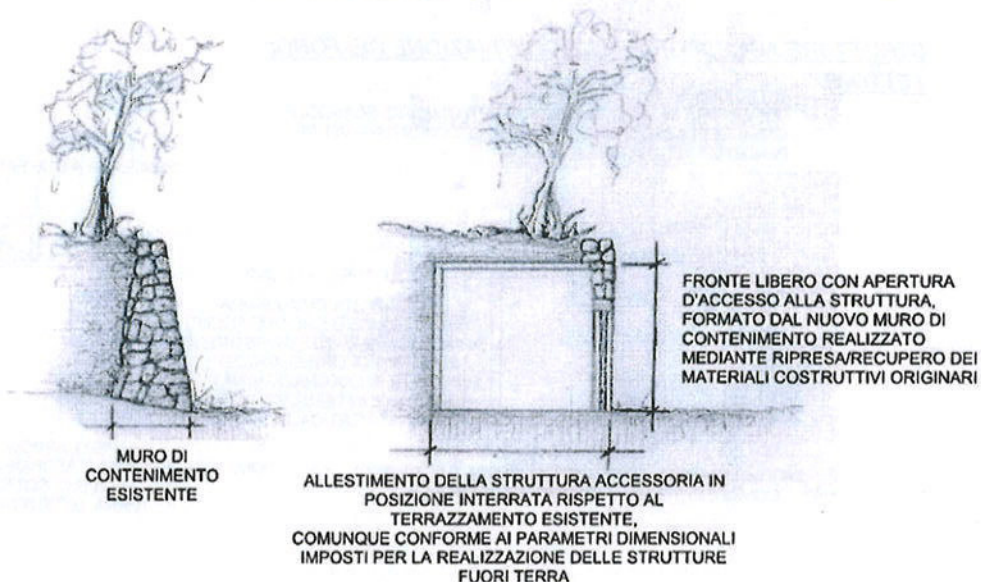 FRONTE LIBERO CON APERTURA
D'ACCESSO ALLA STRUTTURA,
FORMATO DAL NUOVO MURO DI
CONTENIMENTO REALIZZATO
MEDIANTE RIPRESA/RECUPERO DEI
MATERIALI COSTRUTTIVI ORIGINARI
MURO DI
CONTENIMENTO
ESISTENTE
ALLESTIMENTO DELLA STRUTTURA ACCESSORIA IN
POSIZIONE INTERRATA RISPETTO AL
TERRAZZAMENTO ESISTENTE,
COMUNQUE CONFORME AI PARAMETRI DIMENSIONALI
IMPOSTI PER LA REALIZZAZIONE DELLE STRUTTURE
FUORI TERRA